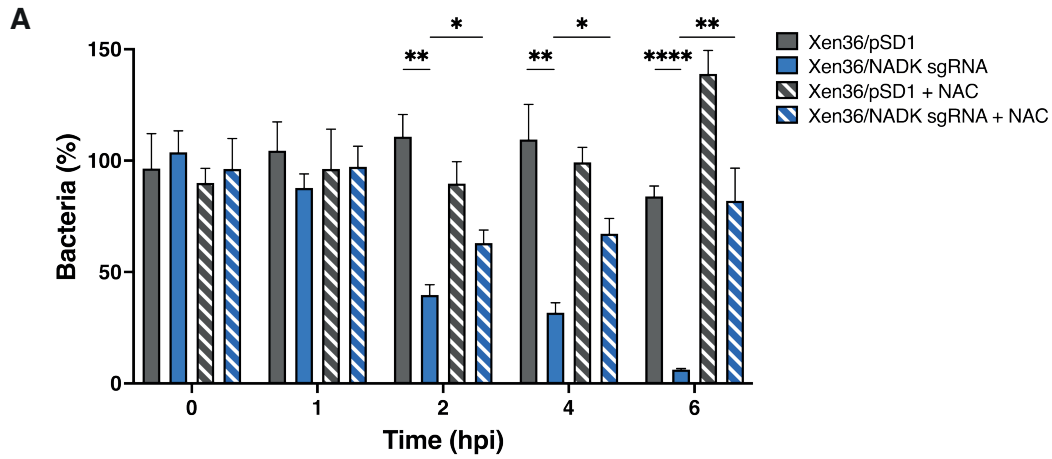 A
Xen36/pSD1
Xen36/NADK sgRNA
Xen36/pSD1 + NAC
Xen36/NADK sgRNA + NAC
* * **
** ** ****
150
100
50
0
Bacteria (%)
0 1 2 4 6
Time (hpi)